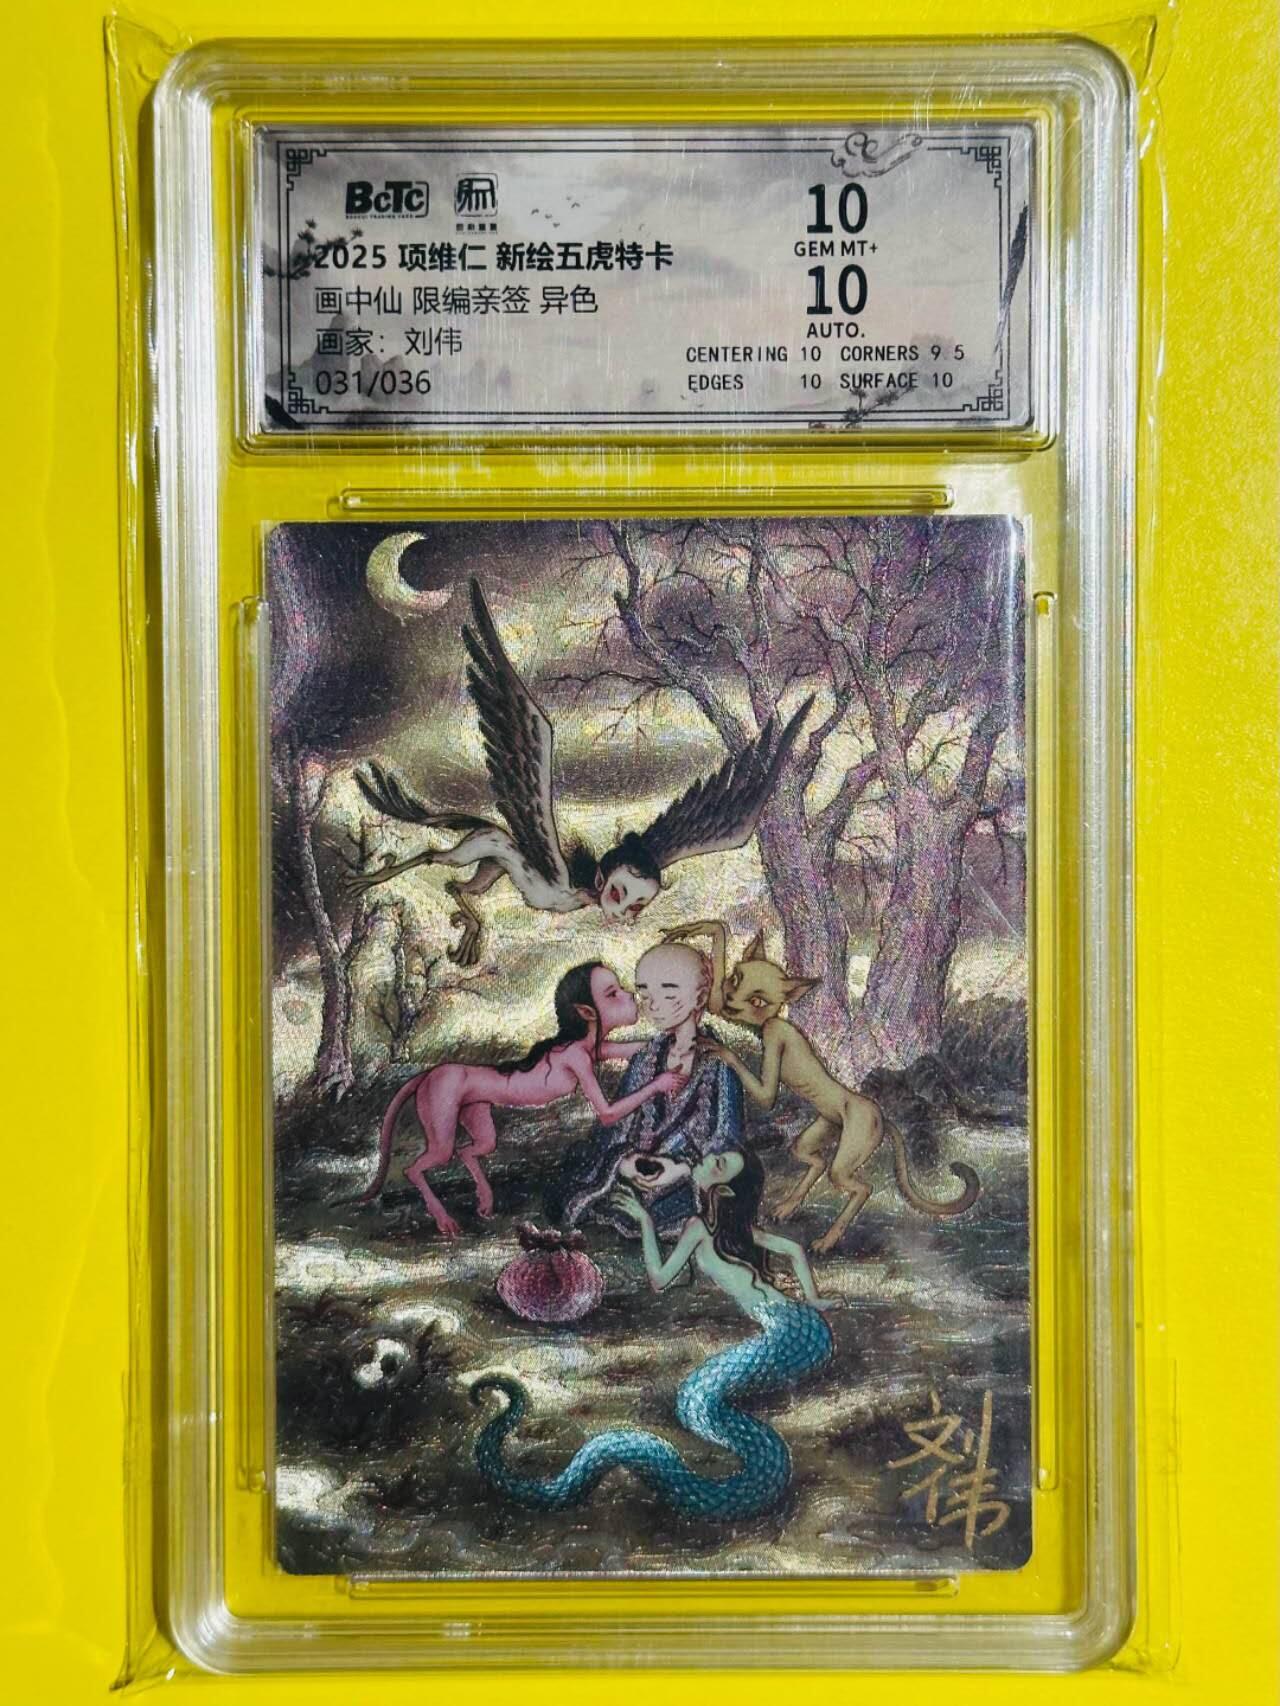 BCTC
2025 项维仁 新绘五虎特卡
画中仙 限编亲签 异色
画家：刘伟
031/036
10
GEM MT+
10
AUTO.
CENTERING 10 CORNERS 9.5
EDGES 10 SURFACE 10
刘
伟